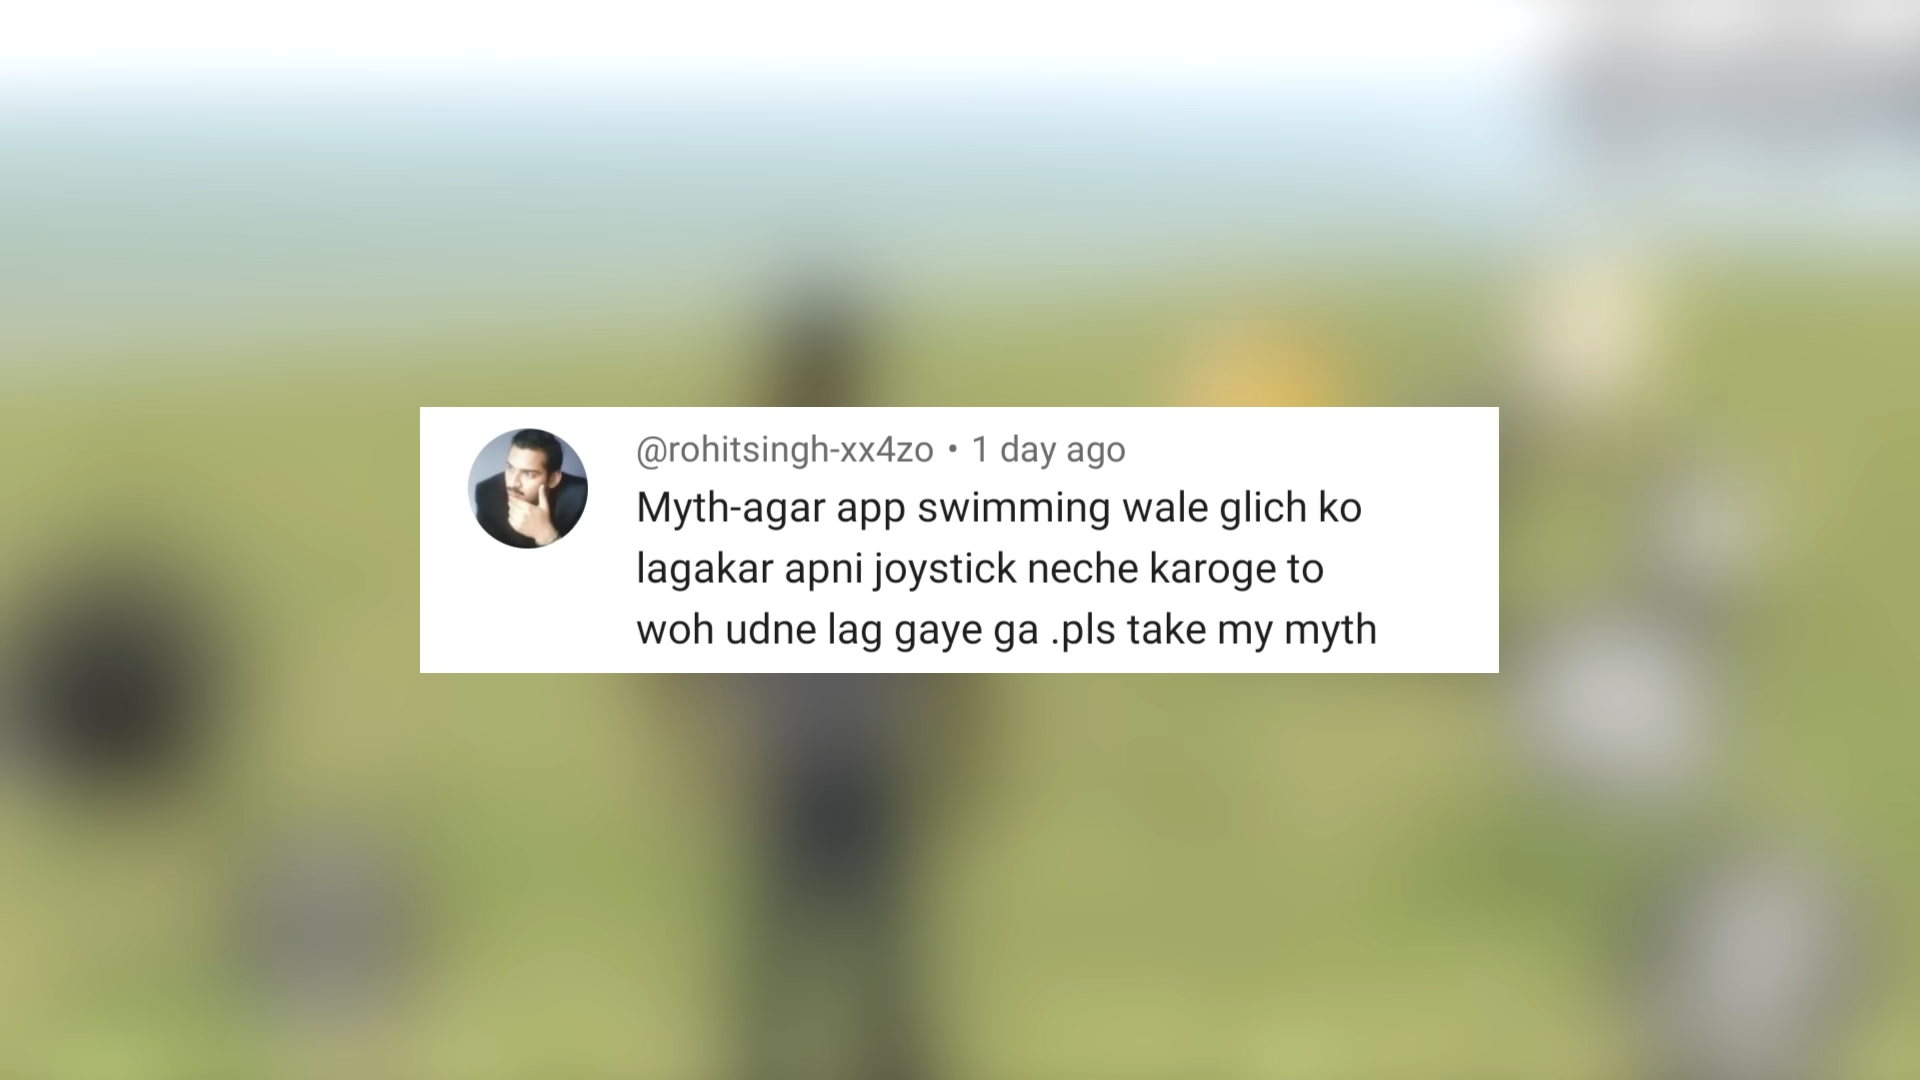 @rohitsingh-xx4zo • 1 day ago
Myth-agar app swimming wale glich ko
lagakar apni joystick neche karoge to
woh udne lag gaye ga .pls take my myth